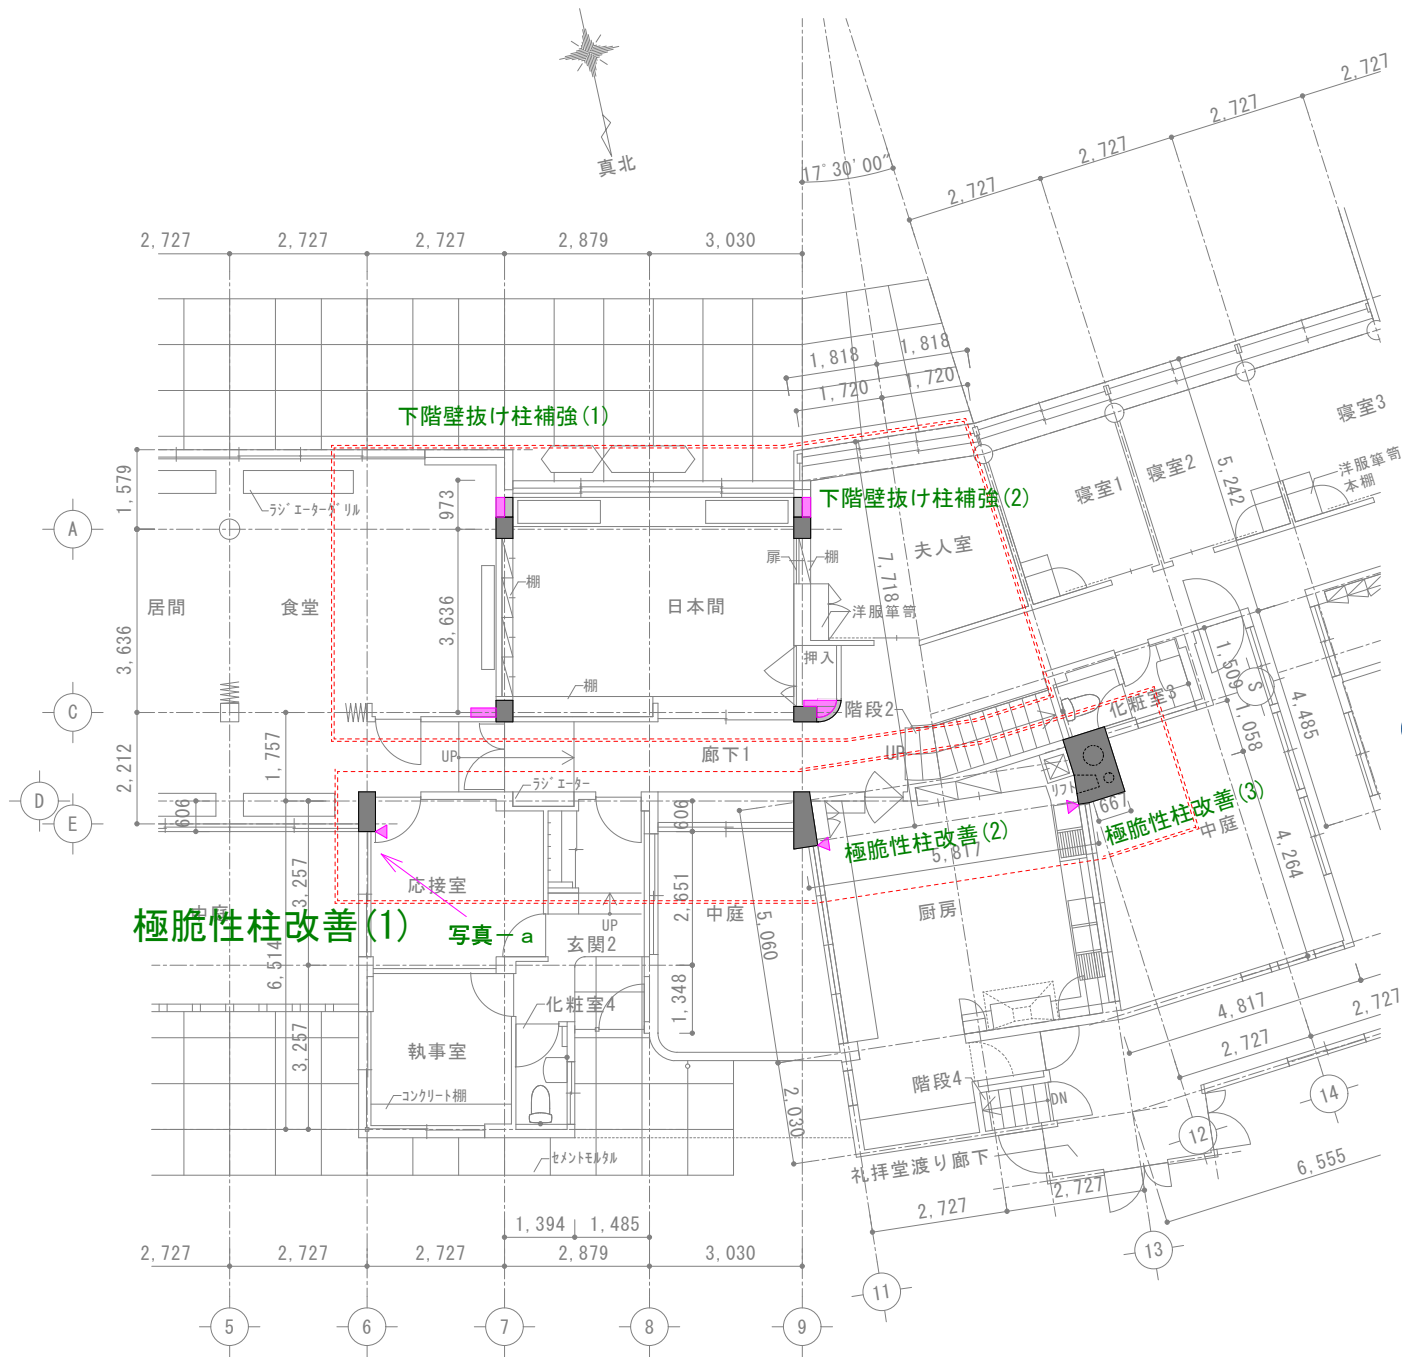 真北
17°30'00"
2,727
2,727
2,727
2,727
2,727
2,727
2,727
2,879
3,030
1,818
1,818
1,720
1,720
下階壁抜け柱補強(1)
下階壁抜け柱補強(2)
1,579
973
ラジエーターグリル
A
寝室1
寝室2
寝室3
5,242
洋服箪笥
本棚
夫人室
7,718
扉
棚
棚
居間
食堂
日本間
3,636
3,636
洋服箪笥
押入
棚
C
階段2
化粧室3
1,509
1,058
S
4,485
2,212
1,757
UP
廊下1
UP
ラジエーター
リフト
D
E
606
606
667
極脆性柱改善(2)
極脆性柱改善(3)
5,817
中庭
4,264
3,257
応接室
2,651
中庭
中庭
厨房
極脆性柱改善(1)
写真－a
UP
玄関2
5,060
6,514
1,348
化粧室4
3,257
執事室
コンクリート棚
階段4
DN
4,817
2,727
2,727
14
12
2,030
セメントモルタル
礼拝堂渡り廊下
6,555
2,727
2,727
1,394
1,485
2,727
2,727
2,727
2,879
3,030
13
11
5
6
7
8
9